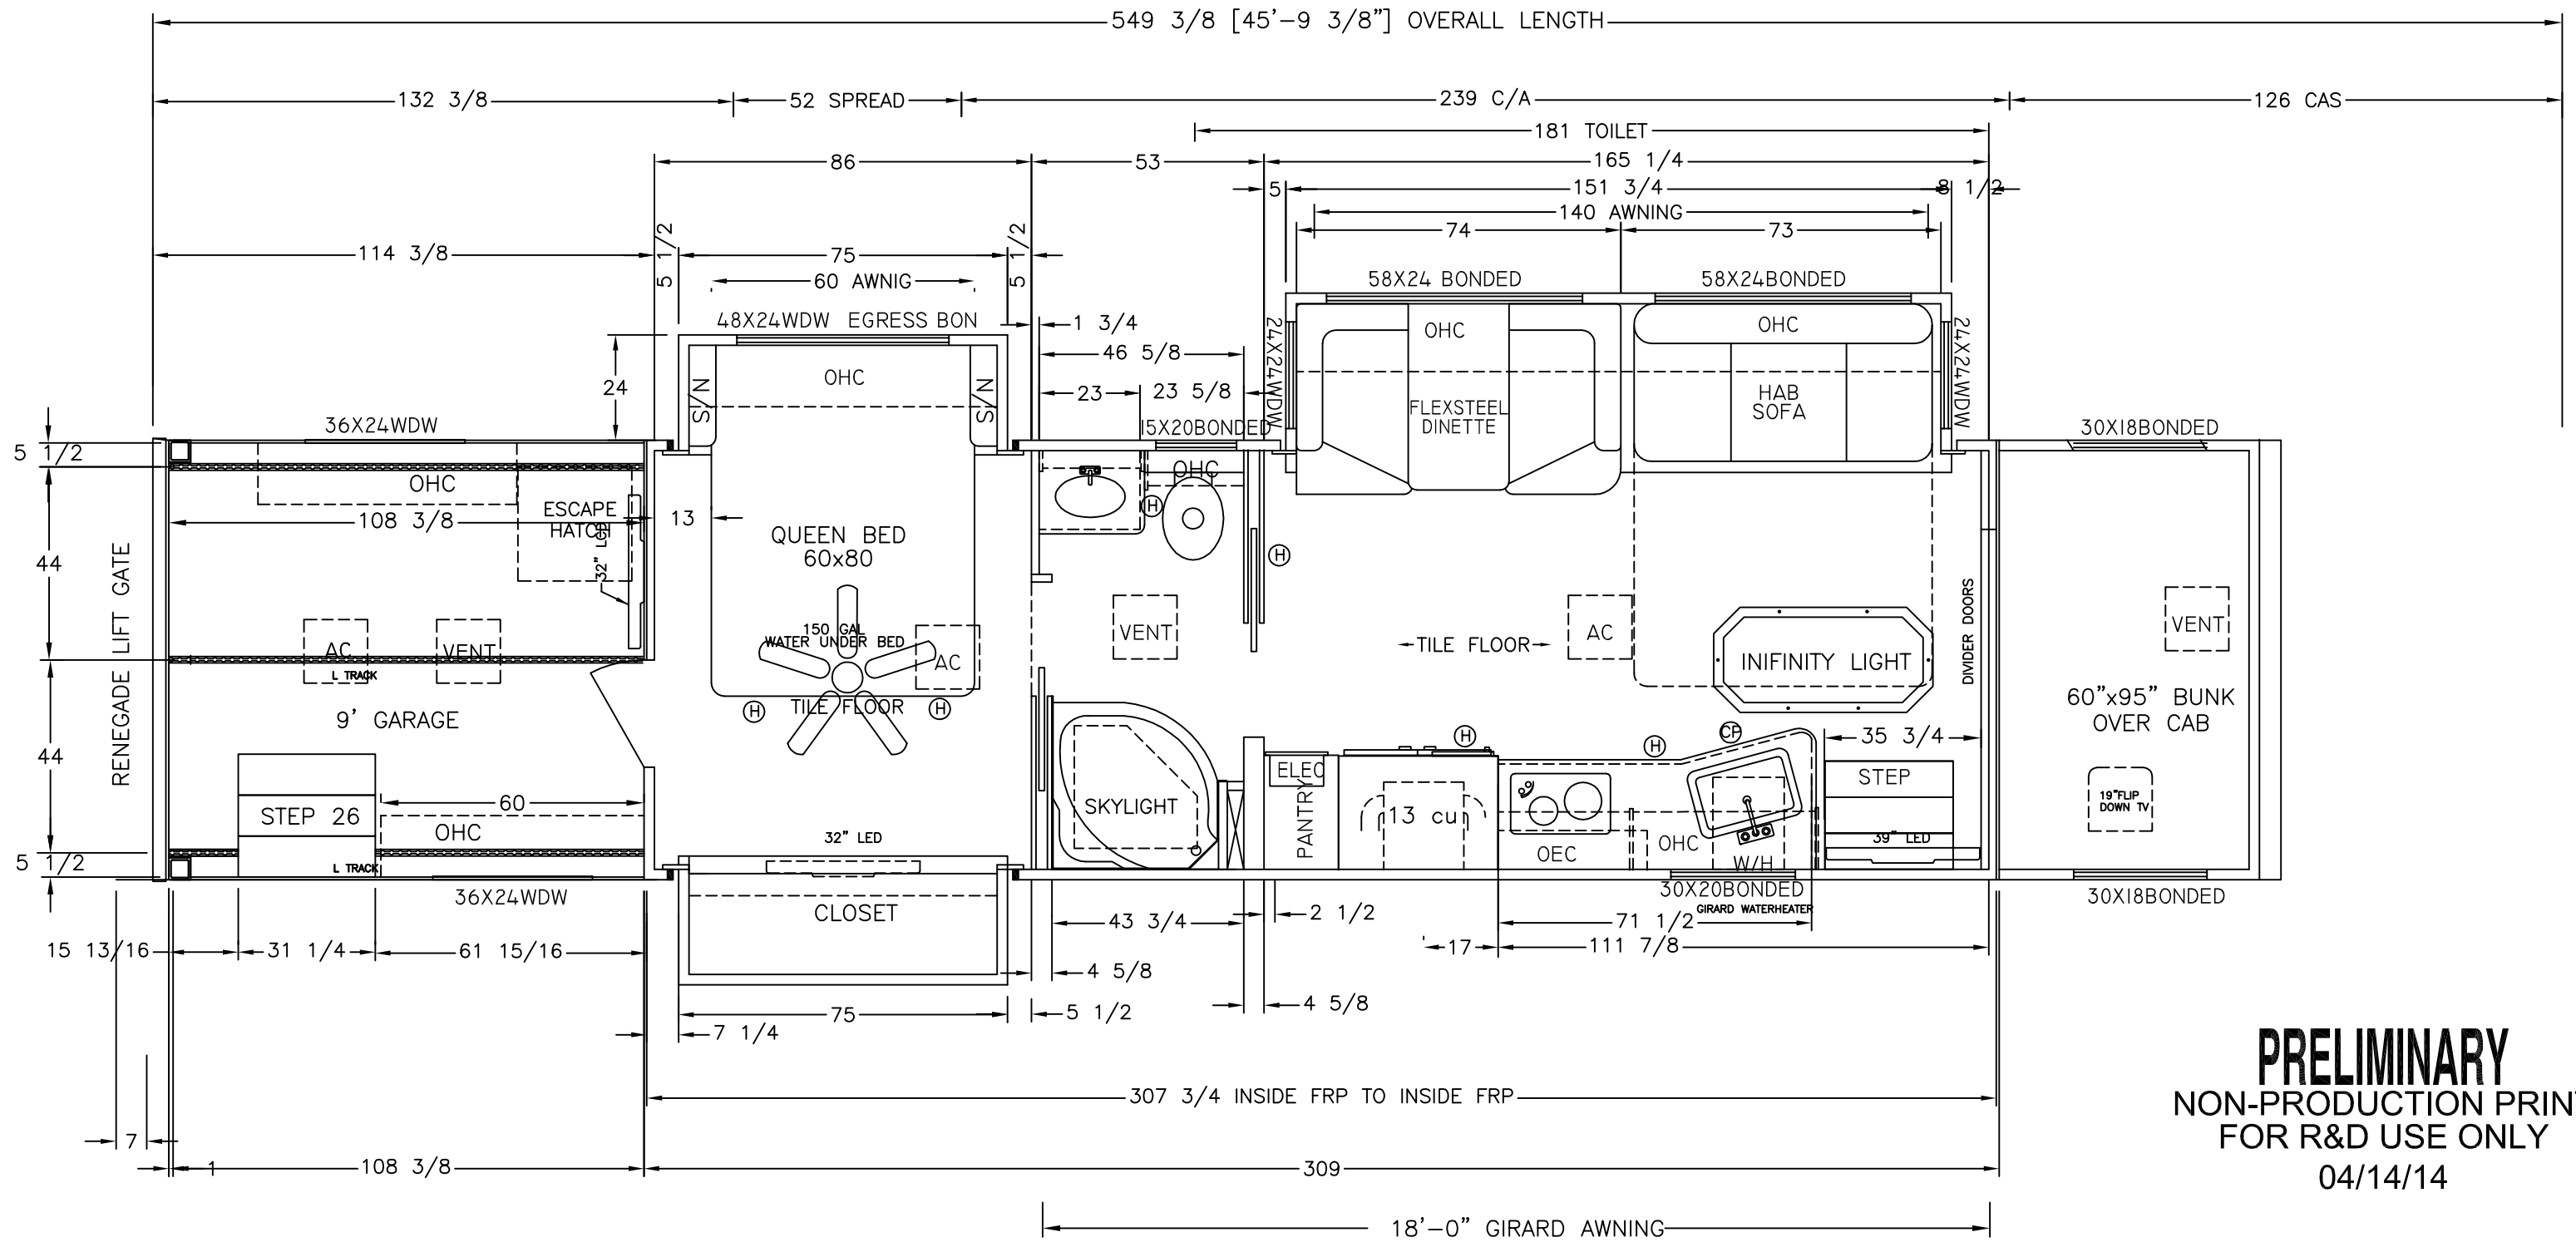 549 3/8 [45'-9 3/8"] OVERALL LENGTH
132 3/8
52 SPREAD
239 C/A
126 CAS
181 TOILET
86
53
165 1/4
5
151 3/4
8 1/2
140 AWNING
74
73
114 3/8
5 1/2
75
5 1/2
60 AWNIG
58X24 BONDED
58X24BONDED
48X24WDW EGRESS BON
1 3/4
46 5/8
24X24WDW
24X24WDW
OHC
OHC
24
OHC
S/N
S/N
23
23 5/8
FLEXSTEEL
DINETTE
HAB
SOFA
36X24WDW
15X20BONDED
30X18BONDED
5 1/2
OHC
OHC
ESCAPE
HATCH
32" LCD
108 3/8
13
H
QUEEN BED
60x80
H
44
RENEGADE LIFT GATE
AC
VENT
L TRACK
150 GAL
WATER UNDER BED
AC
VENT
TILE FLOOR
AC
INIFINITY LIGHT
DIVIDER DOORS
VENT
60"x95" BUNK
OVER CAB
9' GARAGE
H
TILE FLOOR
H
44
H
H
CP
35 3/4
ELEC
STEP
SKYLIGHT
PANTRY
13 cu
19"FLIP
DOWN TV
60
STEP 26
OHC
32" LED
OEC
OHC
39" LED
W/H
5 1/2
L TRACK
36X24WDW
CLOSET
30X20BONDED
GIRARD WATERHEATER
30X18BONDED
43 3/4
2 1/2
71 1/2
15 13/16
31 1/4
61 15/16
17
111 7/8
4 5/8
4 5/8
75
5 1/2
7 1/4
307 3/4 INSIDE FRP TO INSIDE FRP
7
1
108 3/8
309
18'-0" GIRARD AWNING
PRELIMINARY
NON-PRODUCTION PRIN
FOR R&D USE ONLY
04/14/14